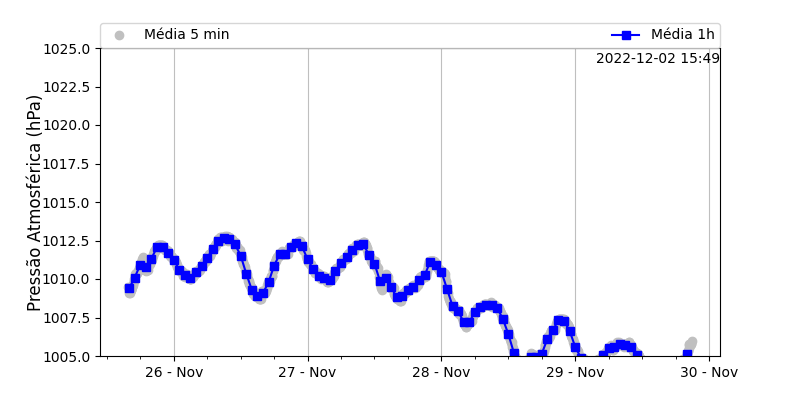 Média 5 min
Média 1h
2022-12-02 15:49
Pressão Atmosférica (hPa)
1025.0
1022.5
1020.0
1017.5
1015.0
1012.5
1010.0
1007.5
1005.0
26 - Nov
27 - Nov
28 - Nov
29 - Nov
30 - Nov